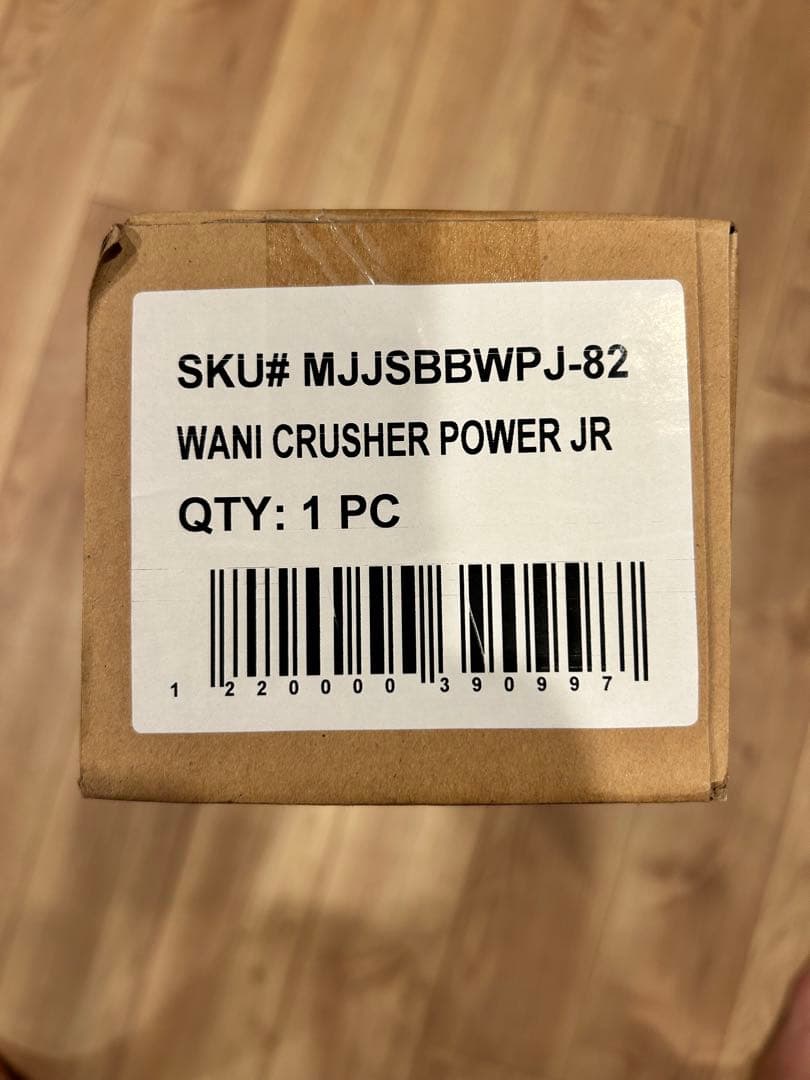 SKU# MJJSBBWPJ-82
WANI CRUSHER POWER JR
QTY: 1 PC
1 220000 390997